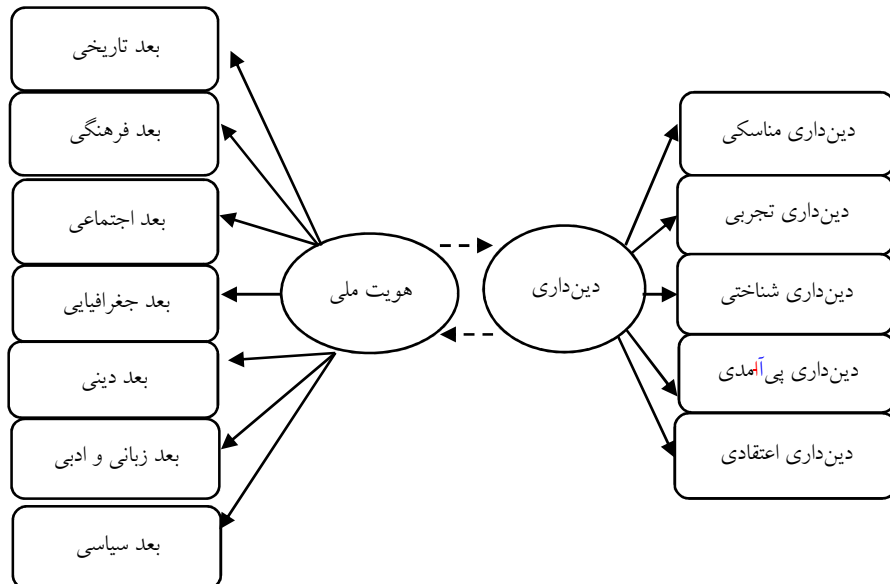 دین‌داری مناسکی
دین‌داری تجربی
دین‌داری شناختی
دین‌داری پی‌آمدی
دین‌داری اعتقادی
دین‌داری
هویت ملی
بعد تاریخی
بعد فرهنگی
بعد اجتماعی
بعد جغرافیایی
بعد دینی
بعد زبانی و ادبی
بعد سیاسی